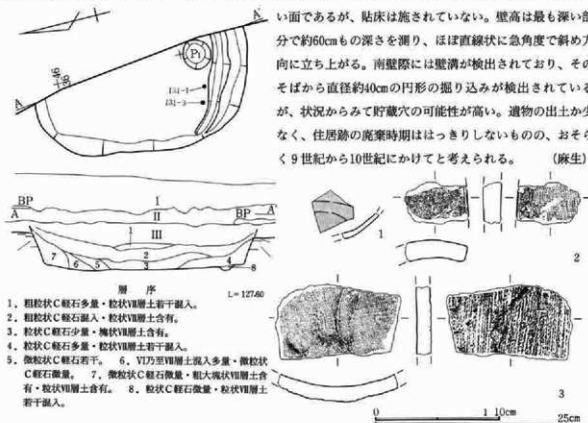 い面であるが、貼床は施されていない。壁高は最も深い部
分で約60cmもの深さを測り、ほぼ直線状に急角度で斜め方
向に立ち上がる。南壁際には壁溝が検出されており、その
そばから直径約40cmの円形の掘り込みが検出されている
が、状況からみて貯蔵穴の可能性が高い。遺物の出土か少
なく、住居跡の廃棄時期ははっきりしないものの、おそら
く9世紀から10世紀にかけてと考えられる。 (麻生)
A'
P1
131-1
131-3
A
BP
A
I
II
BP
A'
III
1
2
3
7
6
5
4
8
層序
L=127.60
1、粗粒状C軽石多量・粒状VII層土若干混入。
2、粗粒状C軽石混入・粒状VII層土含有。
3、粒状C軽石少量・塊状VII層土含有。
4、粒状C軽石多量・粒状VII層土若干混入。
5、微粒状C軽石若干。 6、VI乃至VII層土混入多量・微粒状
C軽石微量。 7、微粒状C軽石微量・粗大塊状VII層土含
有・粒状VII層土含有。 8、粒状C軽石微量・粒状VII層土
若干混入。
1
2
3
0 1 10cm
25cm